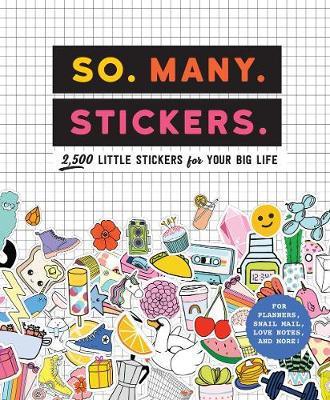 SO. MANY.
STICKERS.
2,500 LITTLE STICKERS for YOUR BIG LIFE
FOR
PLANNERS,
SNAIL MAIL,
LOVE NOTES,
AND MORE!